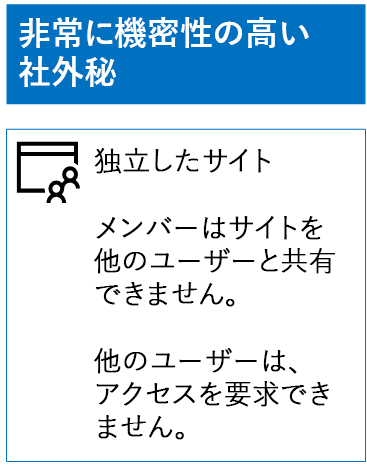 非常に機密性の高い
社外秘
独立したサイト
メンバーはサイトを
他のユーザーと共有
できません。
他のユーザーは、
アクセスを要求でき
ません。